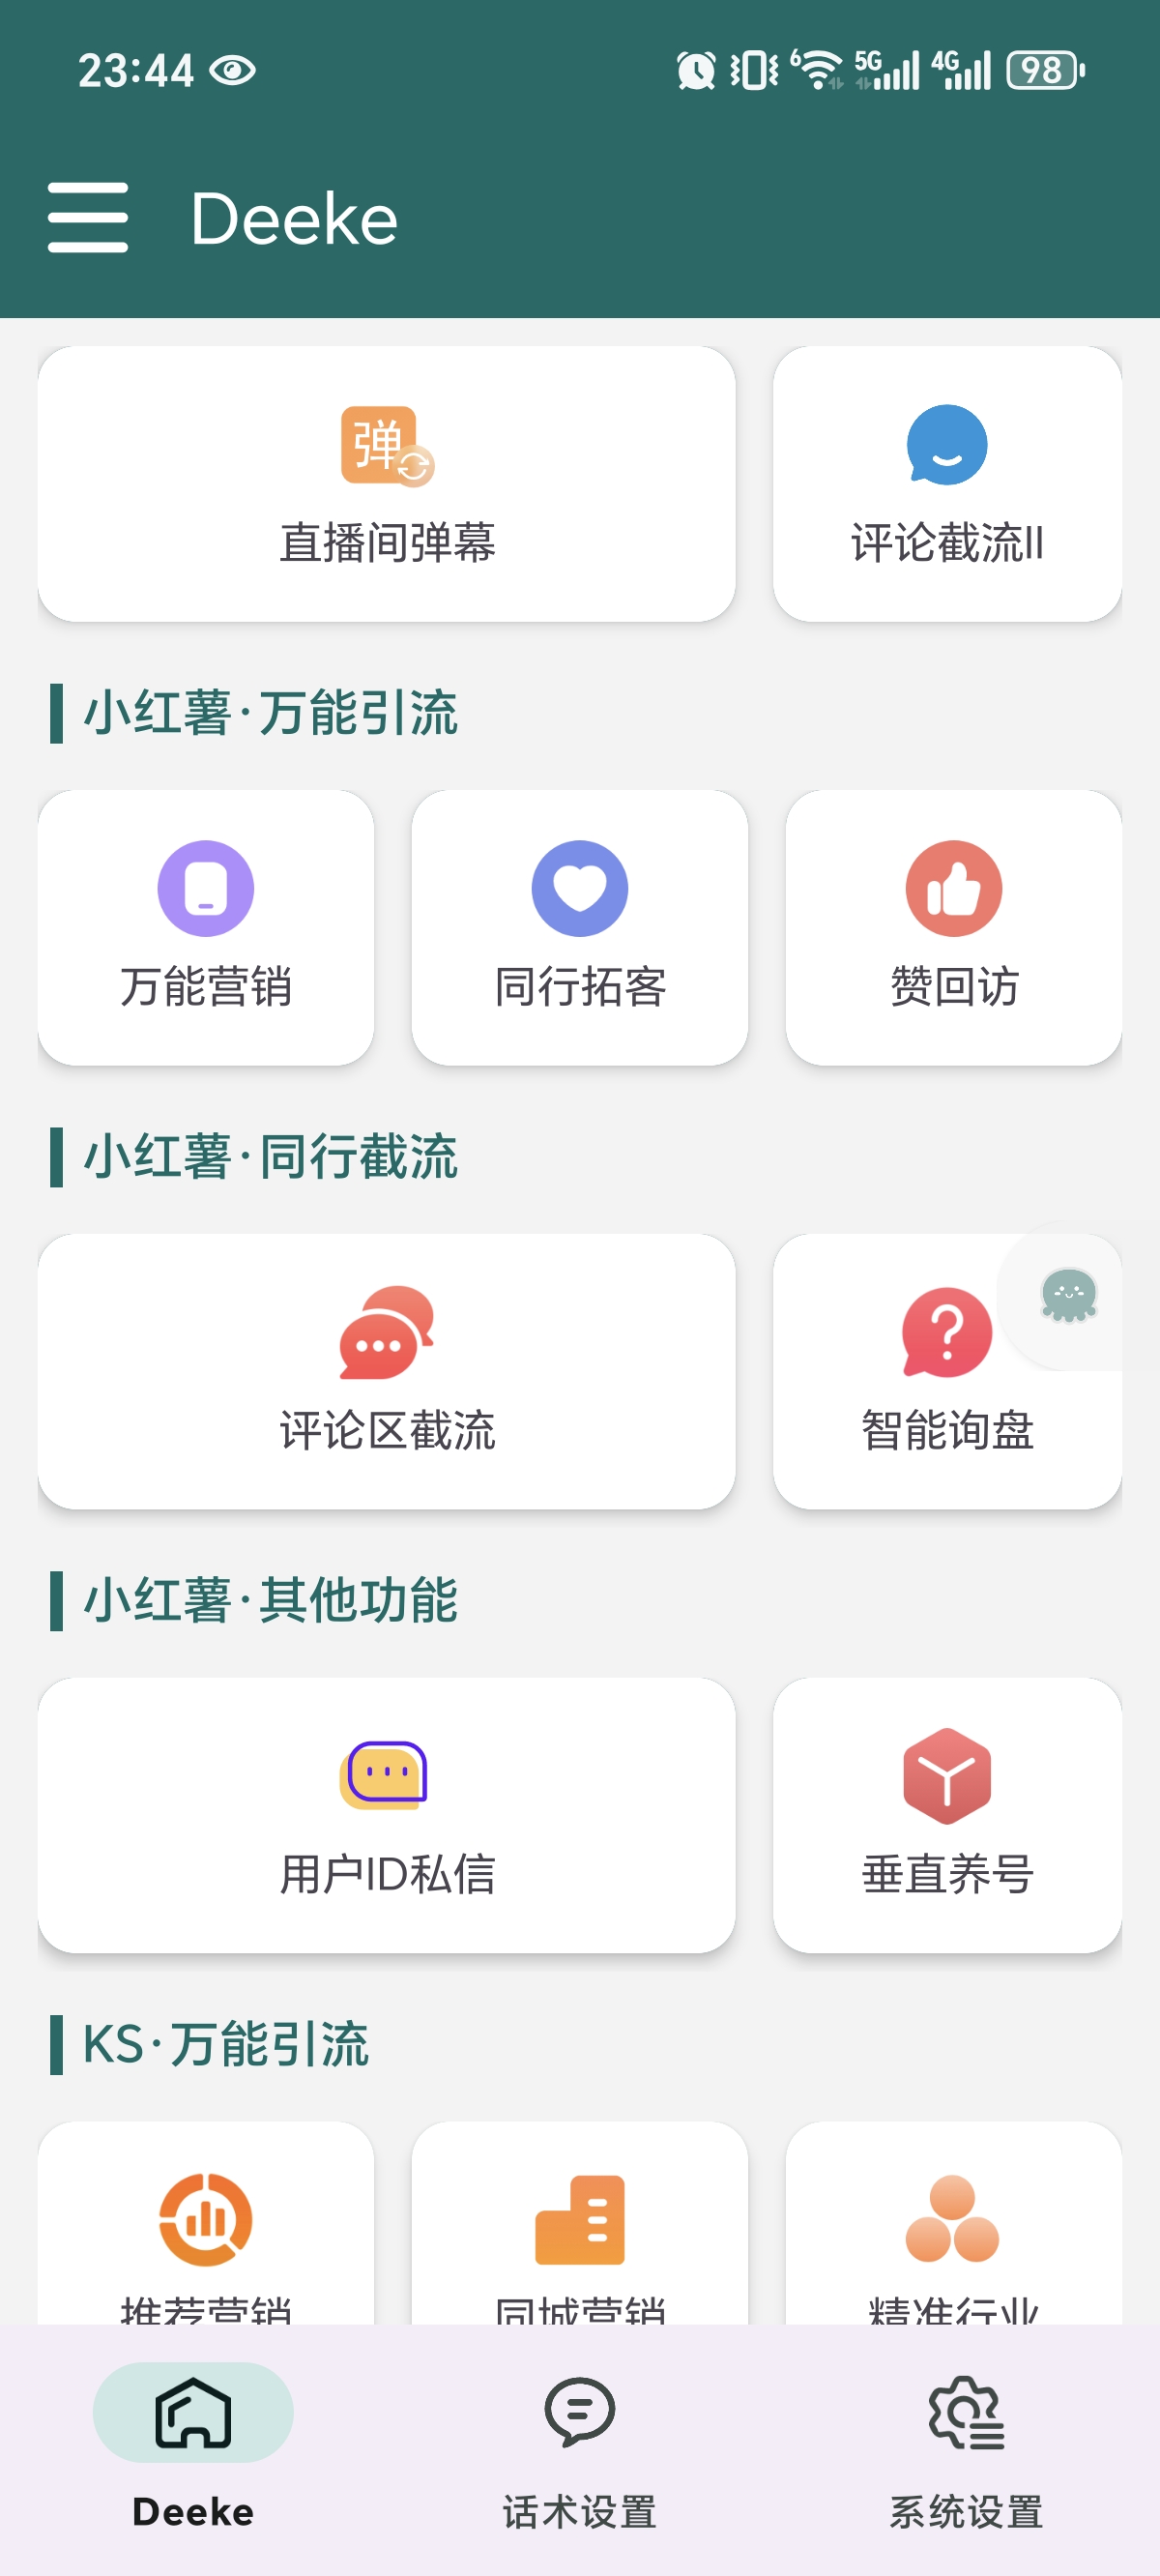 23:44
6 5G 4G 98
Deeke
弹
直播间弹幕
评论截流II
小红薯·万能引流
万能营销
同行拓客
赞回访
小红薯·同行截流
评论区截流
智能询盘
小红薯·其他功能
用户ID私信
垂直养号
KS·万能引流
推荐营销
同城营销
精准行业
Deeke
话术设置
系统设置